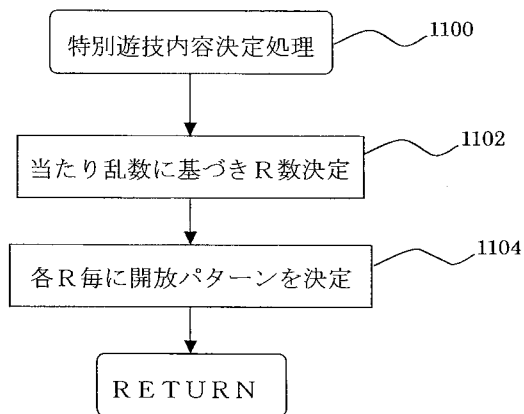 特別遊技内容決定処理
1100
当たり乱数に基づきR数決定
1102
各R毎に開放パターンを決定
1104
RETURN